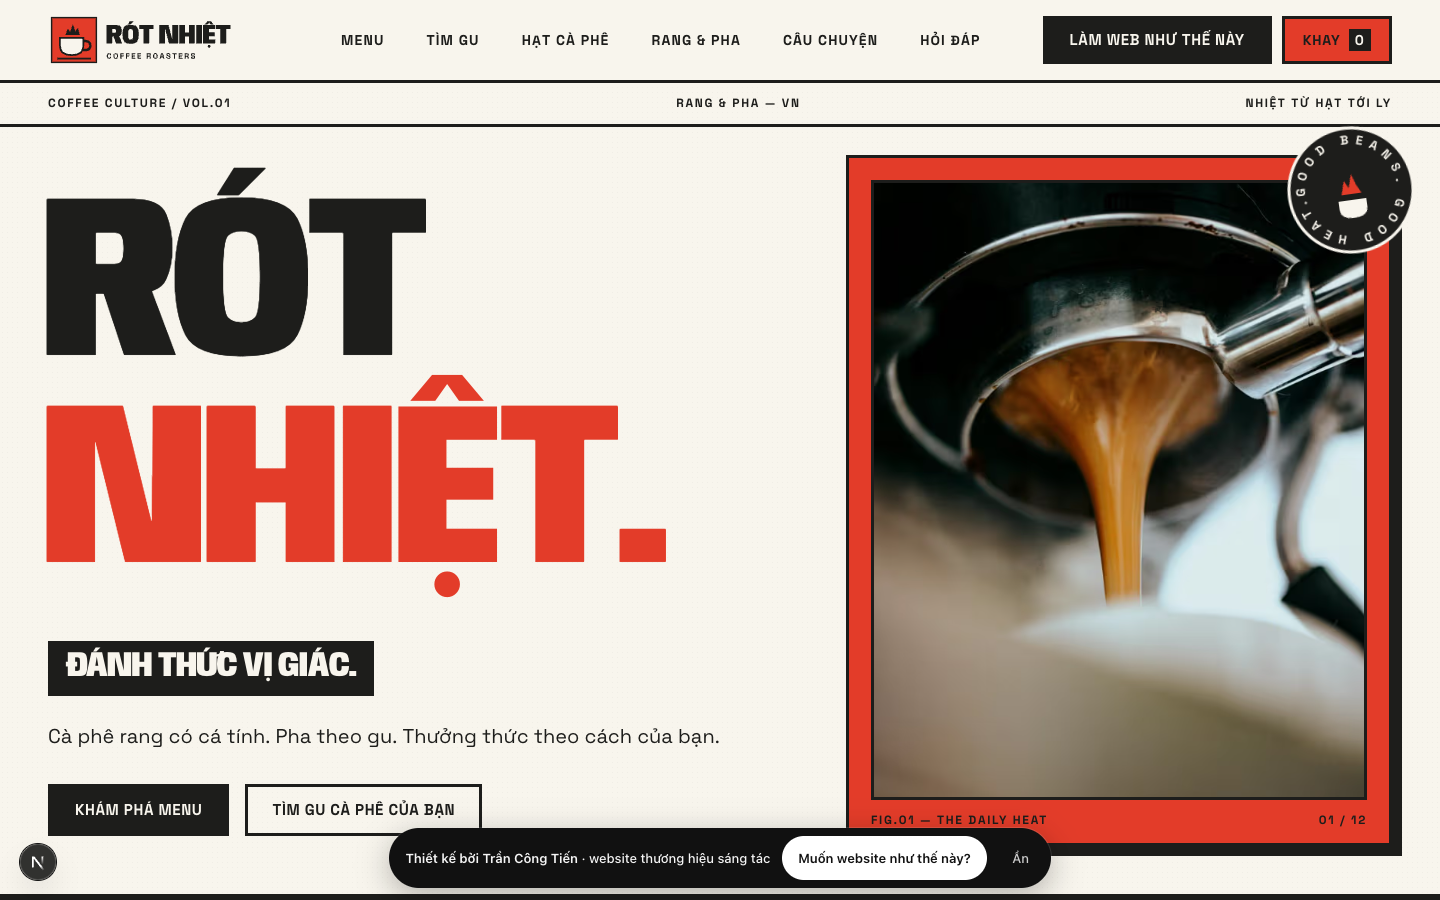 RÓT NHIỆT
COFFEE ROASTERS
MENU
TÌM GU
HẠT CÀ PHÊ
RANG & PHA
CÂU CHUYỆN
HỎI ĐÁP
LÀM WEB NHƯ THẾ NÀY
KHAY 0
COFFEE CULTURE / VOL.01
RANG & PHA — VN
NHIỆT TỪ HẠT TỚI LY
GOOD BEANS. GOOD HEAT.
RÓT
NHIỆT.
ĐÁNH THỨC VỊ GIÁC.
Cà phê rang có cá tính. Pha theo gu. Thưởng thức theo cách của bạn.
KHÁM PHÁ MENU
TÌM GU CÀ PHÊ CỦA BẠN
FIG.01 — THE DAILY HEAT
01 / 12
N
Thiết kế bởi Trần Công Tiến · website thương hiệu sáng tác
Muốn website như thế này?
Ẩn